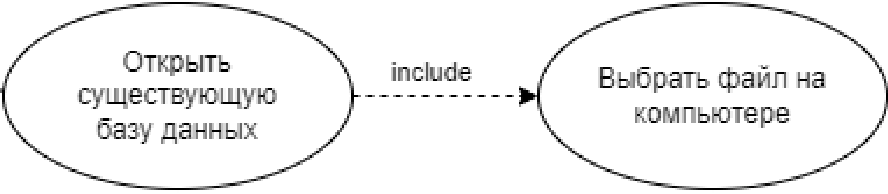 Открыть
существующую
базу данных
include
Выбрать файл на
компьютере